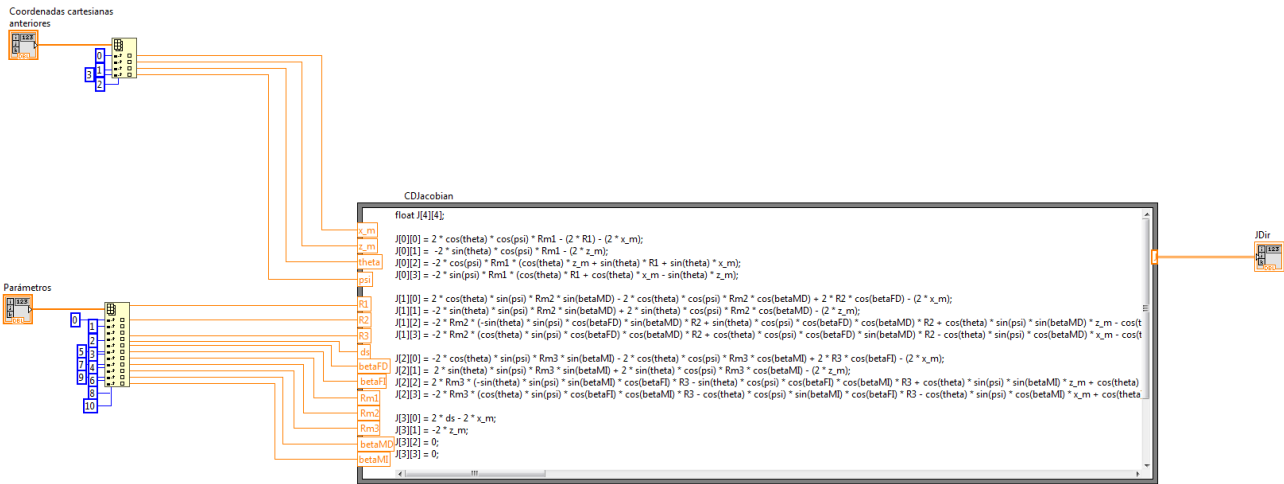 Coordenadas cartesianas
anteriores
0
1
3
2
x_m
z_m
theta
psi
Parámetros
0
1
2
5
3
7
4
9
6
8
10
R1
R2
R3
ds
betaFD
betaFI
Rm1
Rm2
Rm3
betaMD
betaMI
CDJacobian
float J[4][4];
J[0][0] = 2 * cos(theta) * cos(psi) * Rm1 - (2 * R1) - (2 * x_m);
J[0][1] = -2 * sin(theta) * cos(psi) * Rm1 - (2 * z_m);
J[0][2] = -2 * cos(psi) * Rm1 * (cos(theta) * z_m + sin(theta) * R1 + sin(theta) * x_m);
J[0][3] = -2 * sin(psi) * Rm1 * (cos(theta) * R1 + cos(theta) * x_m - sin(theta) * z_m);
J[1][0] = 2 * cos(theta) * sin(psi) * Rm2 * sin(betaMD) - 2 * cos(theta) * cos(psi) * Rm2 * cos(betaMD) + 2 * R2 * cos(betaFD) - (2 * x_m);
J[1][1] = -2 * sin(theta) * sin(psi) * Rm2 * sin(betaMD) + 2 * sin(theta) * cos(psi) * Rm2 * cos(betaMD) - (2 * z_m);
J[1][2] = -2 * Rm2 * (-sin(theta) * sin(psi) * cos(betaFD) * sin(betaMD) * R2 + sin(theta) * cos(psi) * cos(betaFD) * cos(betaMD) * R2 + cos(theta) * sin(psi) * sin(betaMD) * z_m - cos(t
J[1][3] = -2 * Rm2 * (cos(theta) * sin(psi) * cos(betaFD) * cos(betaMD) * R2 + cos(theta) * cos(psi) * cos(betaFD) * sin(betaMD) * R2 - cos(theta) * sin(psi) * cos(betaMD) * x_m - cos(t
J[2][0] = -2 * cos(theta) * sin(psi) * Rm3 * sin(betaMI) - 2 * cos(theta) * cos(psi) * Rm3 * cos(betaMI) + 2 * R3 * cos(betaFI) - (2 * x_m);
J[2][1] = 2 * sin(theta) * sin(psi) * Rm3 * sin(betaMI) + 2 * sin(theta) * cos(psi) * Rm3 * cos(betaMI) - (2 * z_m);
J[2][2] = 2 * Rm3 * (-sin(theta) * sin(psi) * sin(betaMI) * cos(betaFI) * R3 - sin(theta) * cos(psi) * cos(betaFI) * cos(betaMI) * R3 + cos(theta) * sin(psi) * sin(betaMI) * z_m + cos(theta)
J[2][3] = -2 * Rm3 * (cos(theta) * sin(psi) * cos(betaFI) * cos(betaMI) * R3 - cos(theta) * cos(psi) * sin(betaMI) * cos(betaFI) * R3 - cos(theta) * sin(psi) * cos(betaMI) * x_m + cos(theta
J[3][0] = 2 * ds - 2 * x_m;
J[3][1] = -2 * z_m;
J[3][2] = 0;
J[3][3] = 0;
J
JDir